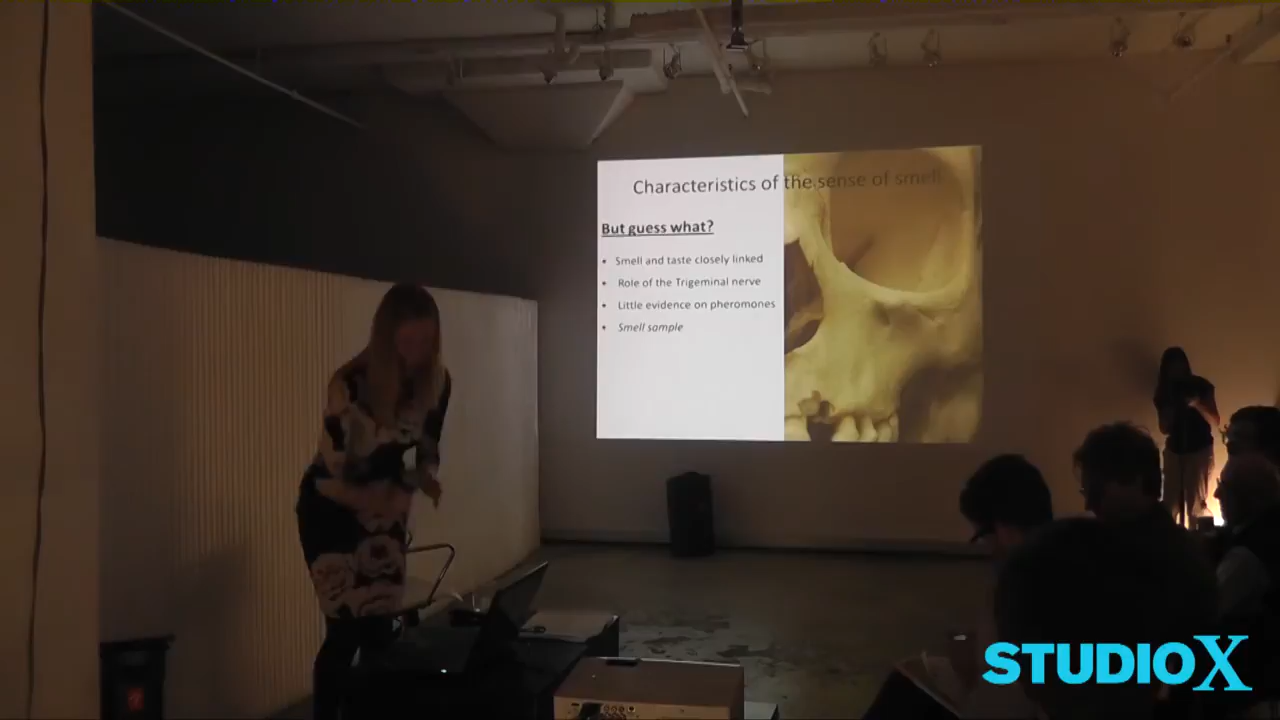 Characteristics of the sense of smell
But guess what?
• Smell and taste closely linked
• Role of the Trigeminal nerve
• Little evidence on pheromones
• Smell sample
STUDIOX